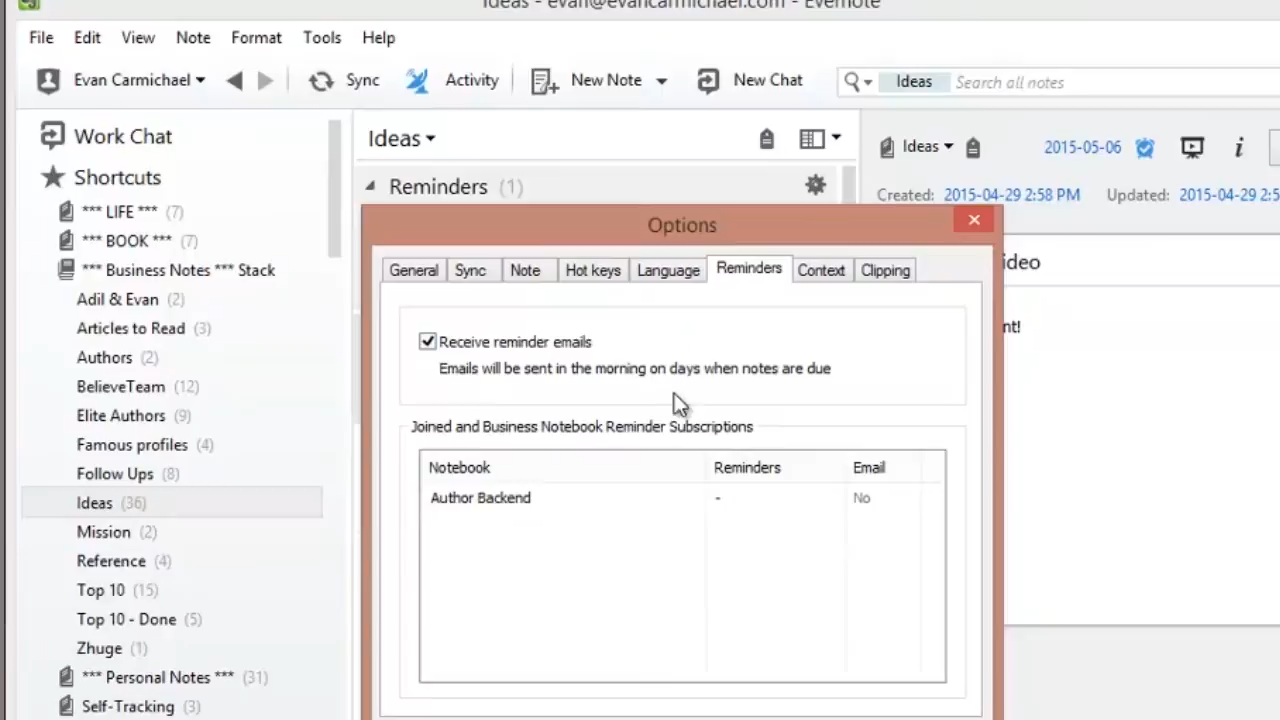 Ideas - evan@evancarmichael.com - Evernote
File Edit View Note Format Tools Help
Evan Carmichael Sync Activity New Note New Chat Ideas Search all notes
Work Chat
Shortcuts
*** LIFE *** (7)
*** BOOK *** (7)
*** Business Notes *** Stack
Adil & Evan (2)
Articles to Read (3)
Authors (2)
BelieveTeam (12)
Elite Authors (9)
Famous profiles (4)
Follow Ups (8)
Ideas (36)
Mission (2)
Reference (4)
Top 10 (15)
Top 10 - Done (5)
Zhuge (1)
*** Personal Notes *** (31)
Self-Tracking (3)
Ideas
Reminders (1)
Ideas 2015-05-06
Created: 2015-04-29 2:58 PM Updated: 2015-04-29 2:5
ideo
nt!
Options
General Sync Note Hot keys Language Reminders Context Clipping
Receive reminder emails
Emails will be sent in the morning on days when notes are due
Joined and Business Notebook Reminder Subscriptions
Notebook Reminders Email
Author Backend - No